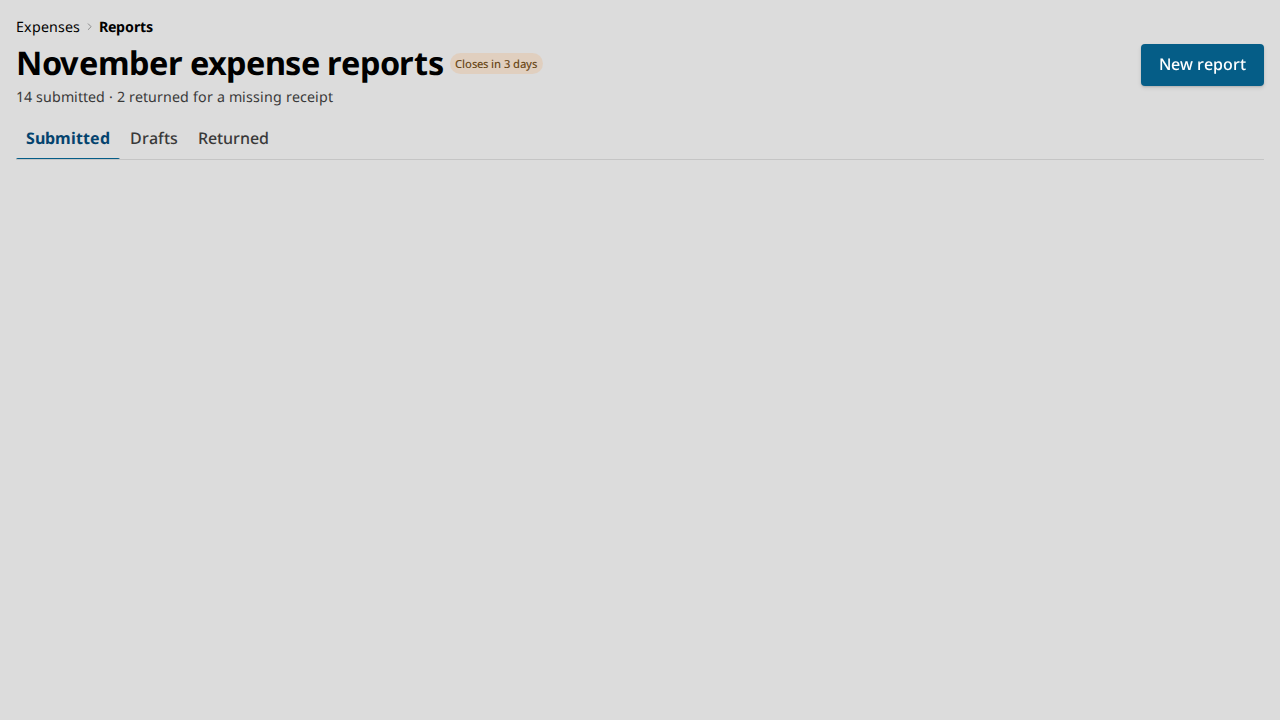 Expenses > Reports
November expense reports Closes in 3 days
New report
14 submitted · 2 returned for a missing receipt
Submitted Drafts Returned